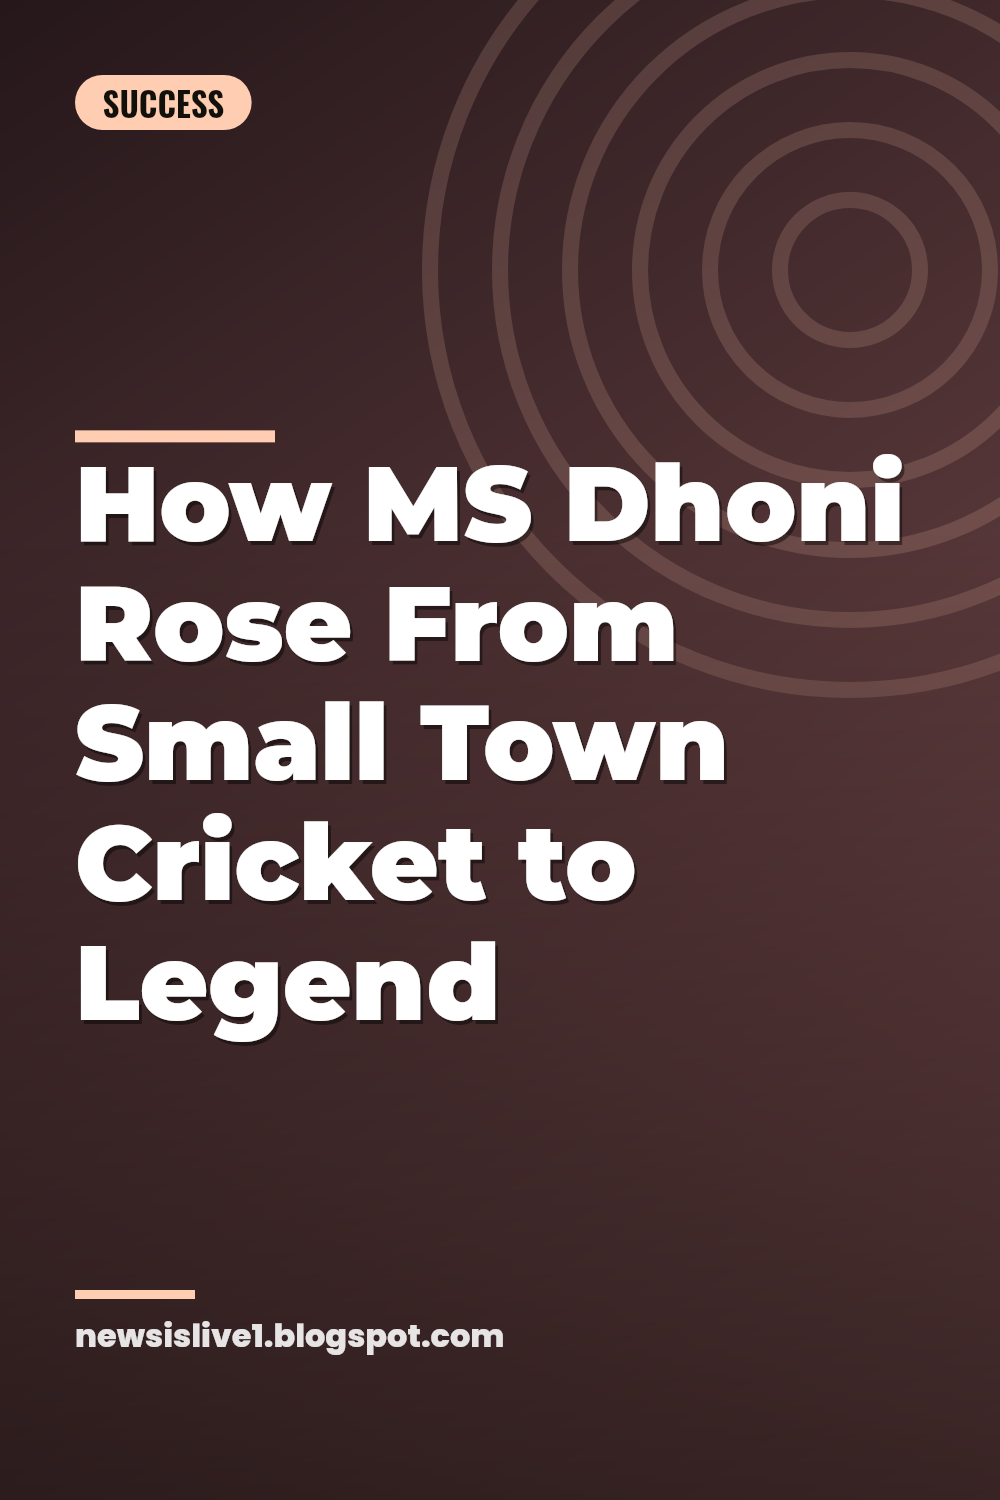 SUCCESS
How MS Dhoni
Rose From
Small Town
Cricket to
Legend
newsislive1.blogspot.com